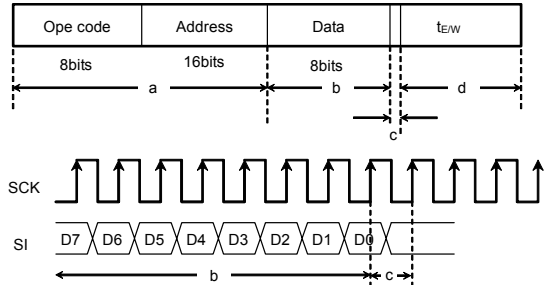 Ope code Address Data tE/W
8bits 16bits 8bits
a b d
c
SCK
SI D7 D6 D5 D4 D3 D2 D1 D0
b c